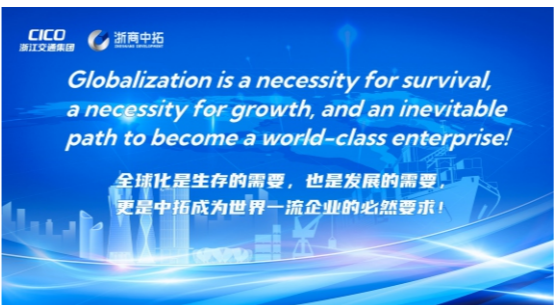 CICO
浙江交通集团
浙商中拓
ZHESHANG DEVELOPMENT
Globalization is a necessity for survival,
a necessity for growth, and an inevitable
path to become a world-class enterprise!
全球化是生存的需要，也是发展的需要，
更是中拓成为世界一流企业的必然要求！